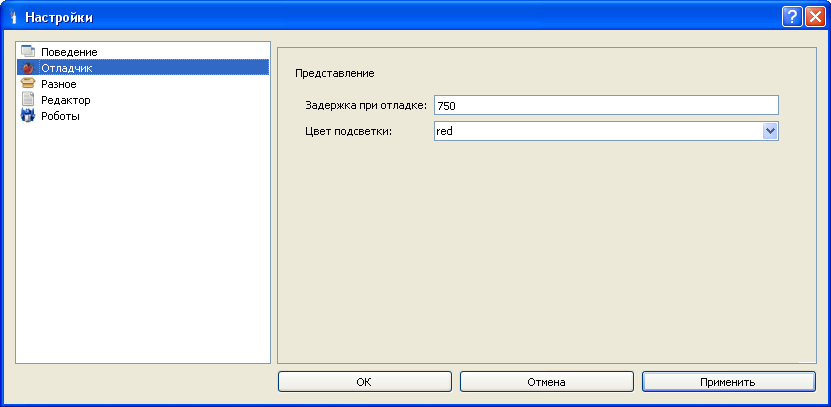 Настройки
Поведение
Отладчик
Разное
Редактор
Роботы
Представление
Задержка при отладке: 750
Цвет подсветки: red
OK
Отмена
Применить